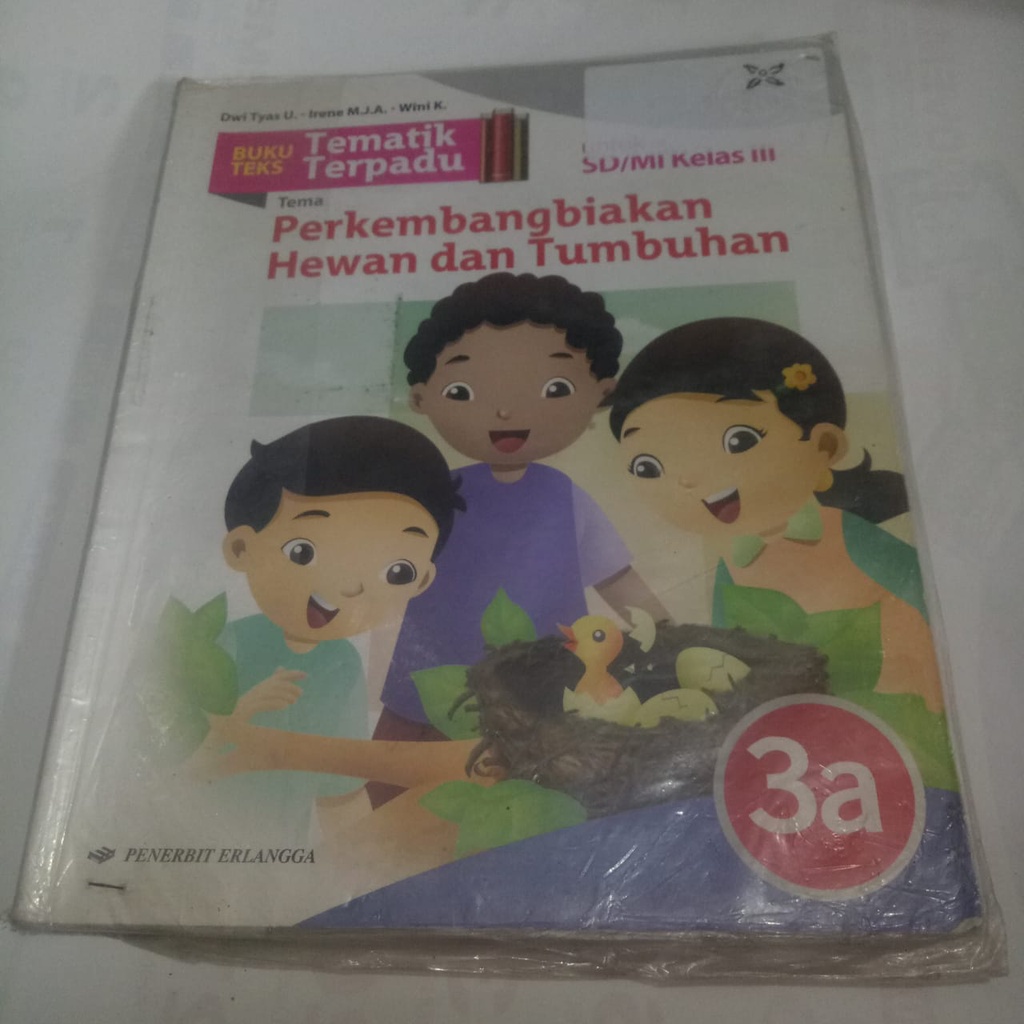 Dwi Tyas U. - Irene M.J.A. - Wini K.
BUKU TEKS
Tematik Terpadu
SD/MI Kelas III
Tema
Perkembangbiakan
Hewan dan Tumbuhan
3a
PENERBIT ERLANGGA